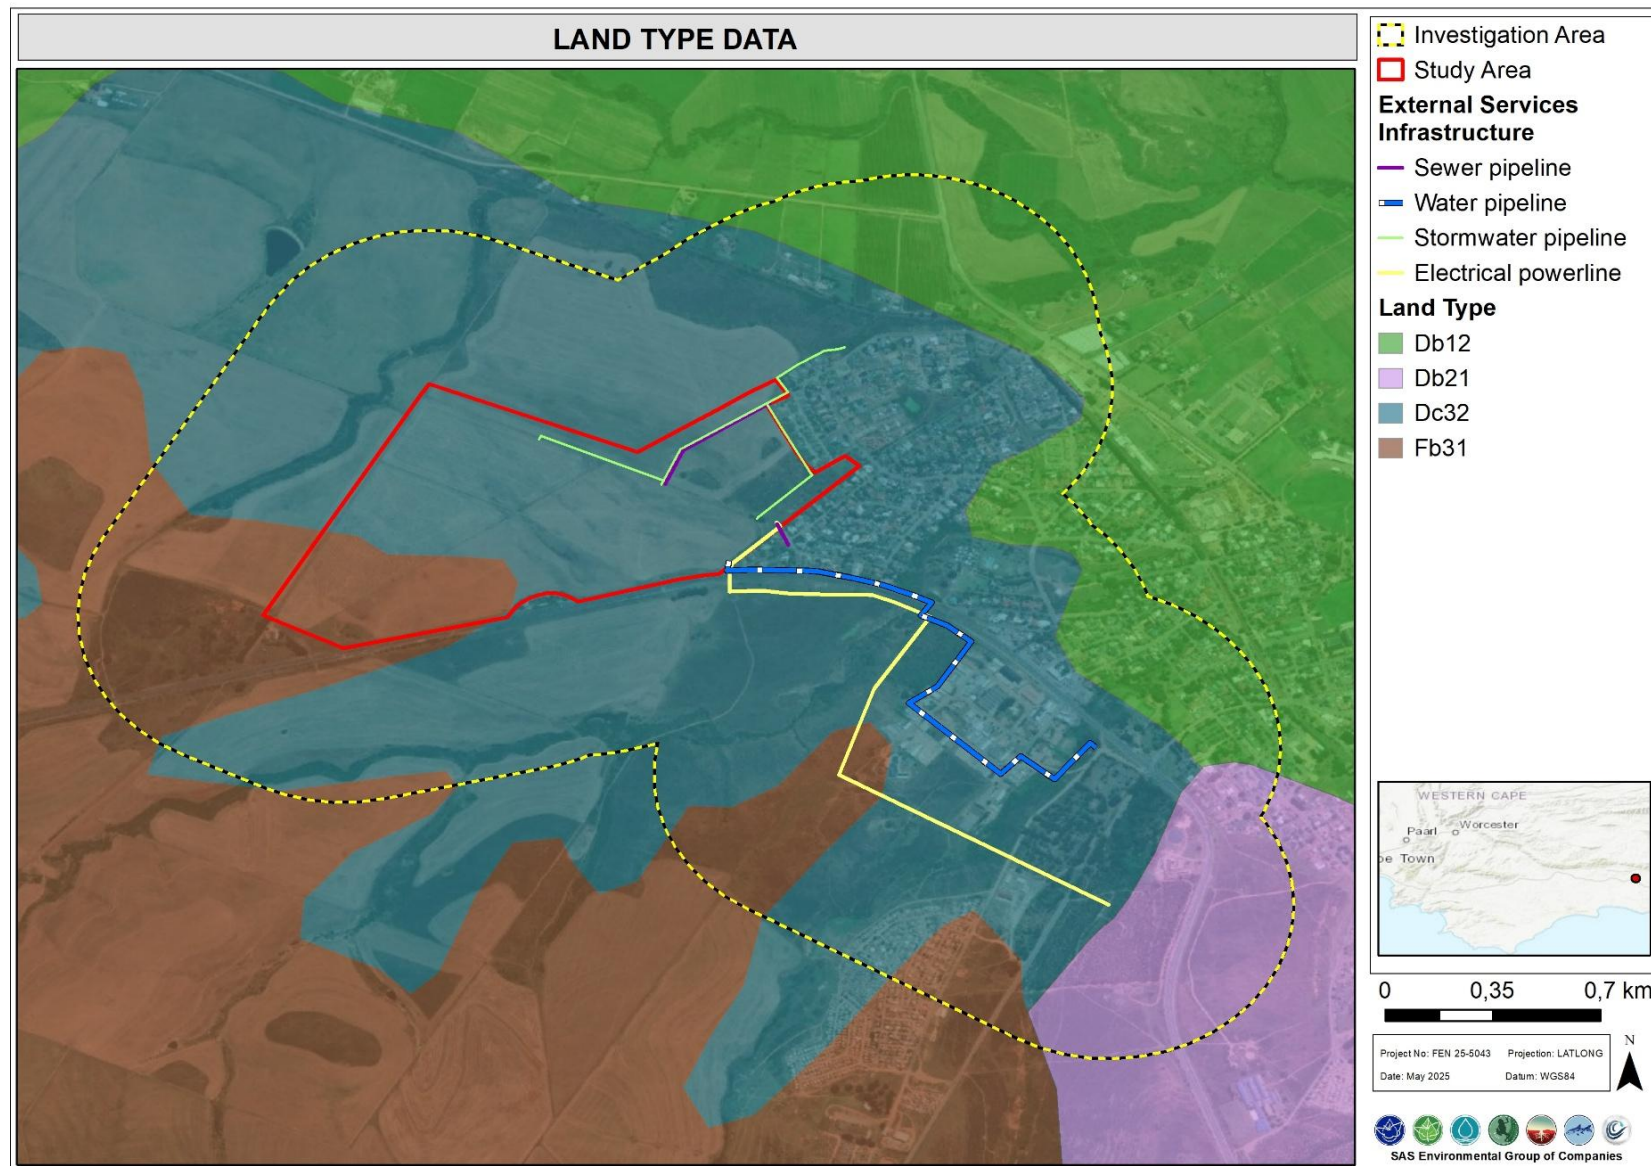 LAND TYPE DATA
Investigation Area
Study Area
External Services
Infrastructure
Sewer pipeline
Water pipeline
Stormwater pipeline
Electrical powerline
Land Type
Db12
Db21
Dc32
Fb31
WESTERN CAPE
Worcester
Paarl
pe Town
0 0,35 0,7 km
Project No: FEN 25-5043 Projection: LATLONG
Date: May 2025 Datum: WGS84
N
SAS Environmental Group of Companies